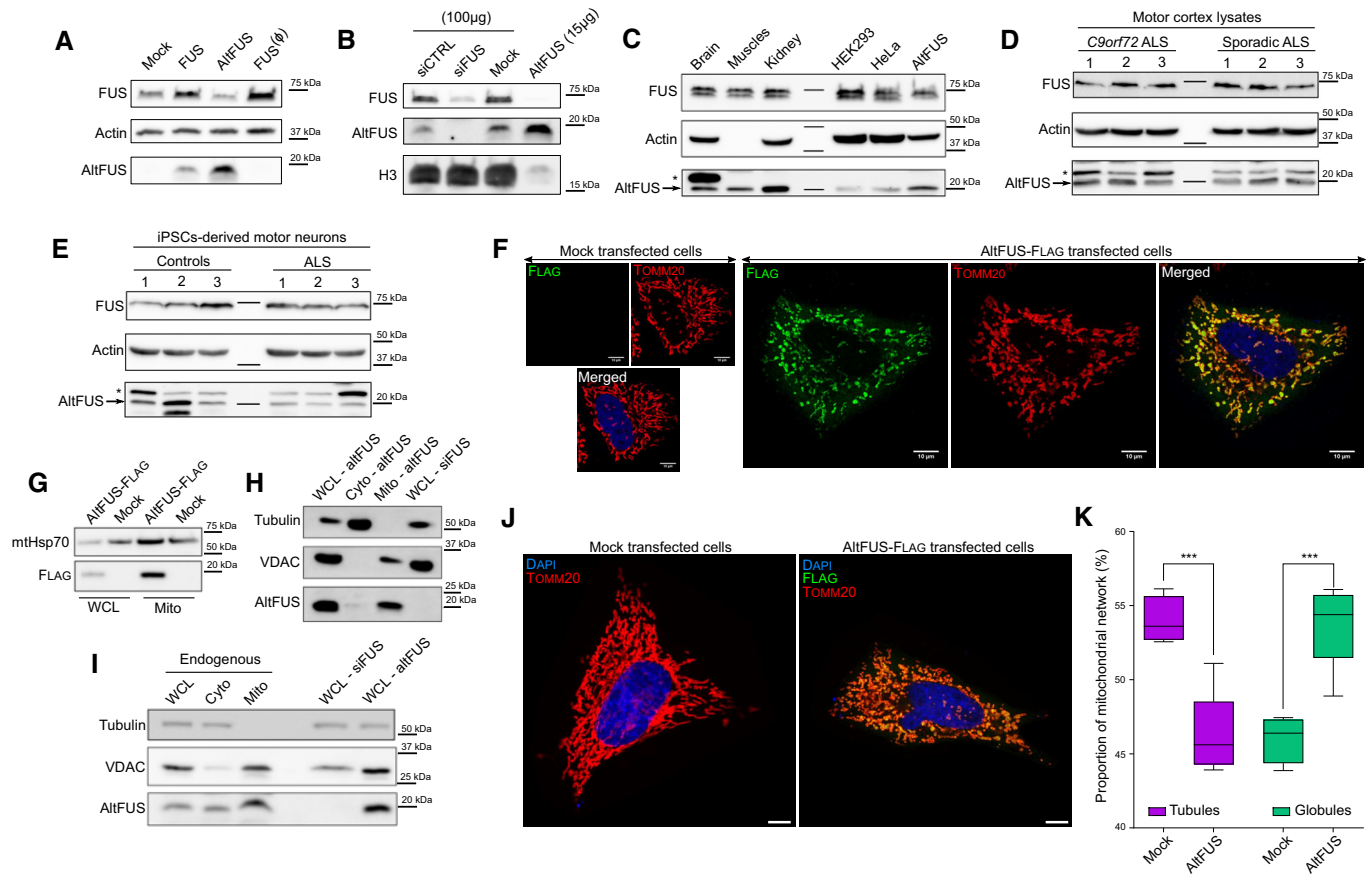 A
Mock
FUS
AltFUS
FUS(ϕ)
FUS
75 kDa
Actin
37 kDa
AltFUS
20 kDa
B
(100µg)
siCTRL
siFUS
Mock
AltFUS (15µg)
FUS
75 kDa
AltFUS
20 kDa
H3
15 kDa
C
Brain
Muscles
Kidney
HEK293
HeLa
AltFUS
FUS
75 kDa
Actin
50 kDa
37 kDa
*
AltFUS
20 kDa
D
Motor cortex lysates
C9orf72 ALS
Sporadic ALS
1 2 3 1 2 3
FUS
75 kDa
Actin
50 kDa
37 kDa
*
AltFUS
20 kDa
E
iPSCs-derived motor neurons
Controls
ALS
1 2 3 1 2 3
FUS
75 kDa
Actin
50 kDa
37 kDa
*
AltFUS
20 kDa
F
Mock transfected cells
AltFUS-FLAG transfected cells
FLAG
TOMM20
10 µm
10 µm
Merged
10 µm
FLAG
10 µm
TOMM20
10 µm
Merged
10 µm
G
AltFUS-FLAG
Mock
AltFUS-FLAG
Mock
mtHsp70
75 kDa
50 kDa
FLAG
20 kDa
WCL
Mito
H
WCL - altFUS
Cyto - altFUS
Mito - altFUS
WCL - siFUS
Tubulin
50 kDa
VDAC
37 kDa
AltFUS
25 kDa
20 kDa
I
Endogenous
WCL
Cyto
Mito
WCL - siFUS
WCL - altFUS
Tubulin
50 kDa
VDAC
37 kDa
25 kDa
AltFUS
20 kDa
J
Mock transfected cells
AltFUS-FLAG transfected cells
DAPI
TOMM20
DAPI
FLAG
TOMM20
K
Proportion of mitochondrial network (%)
60
55
50
45
40
***
***
Tubules
Globules
Mock
AltFUS
Mock
AltFUS